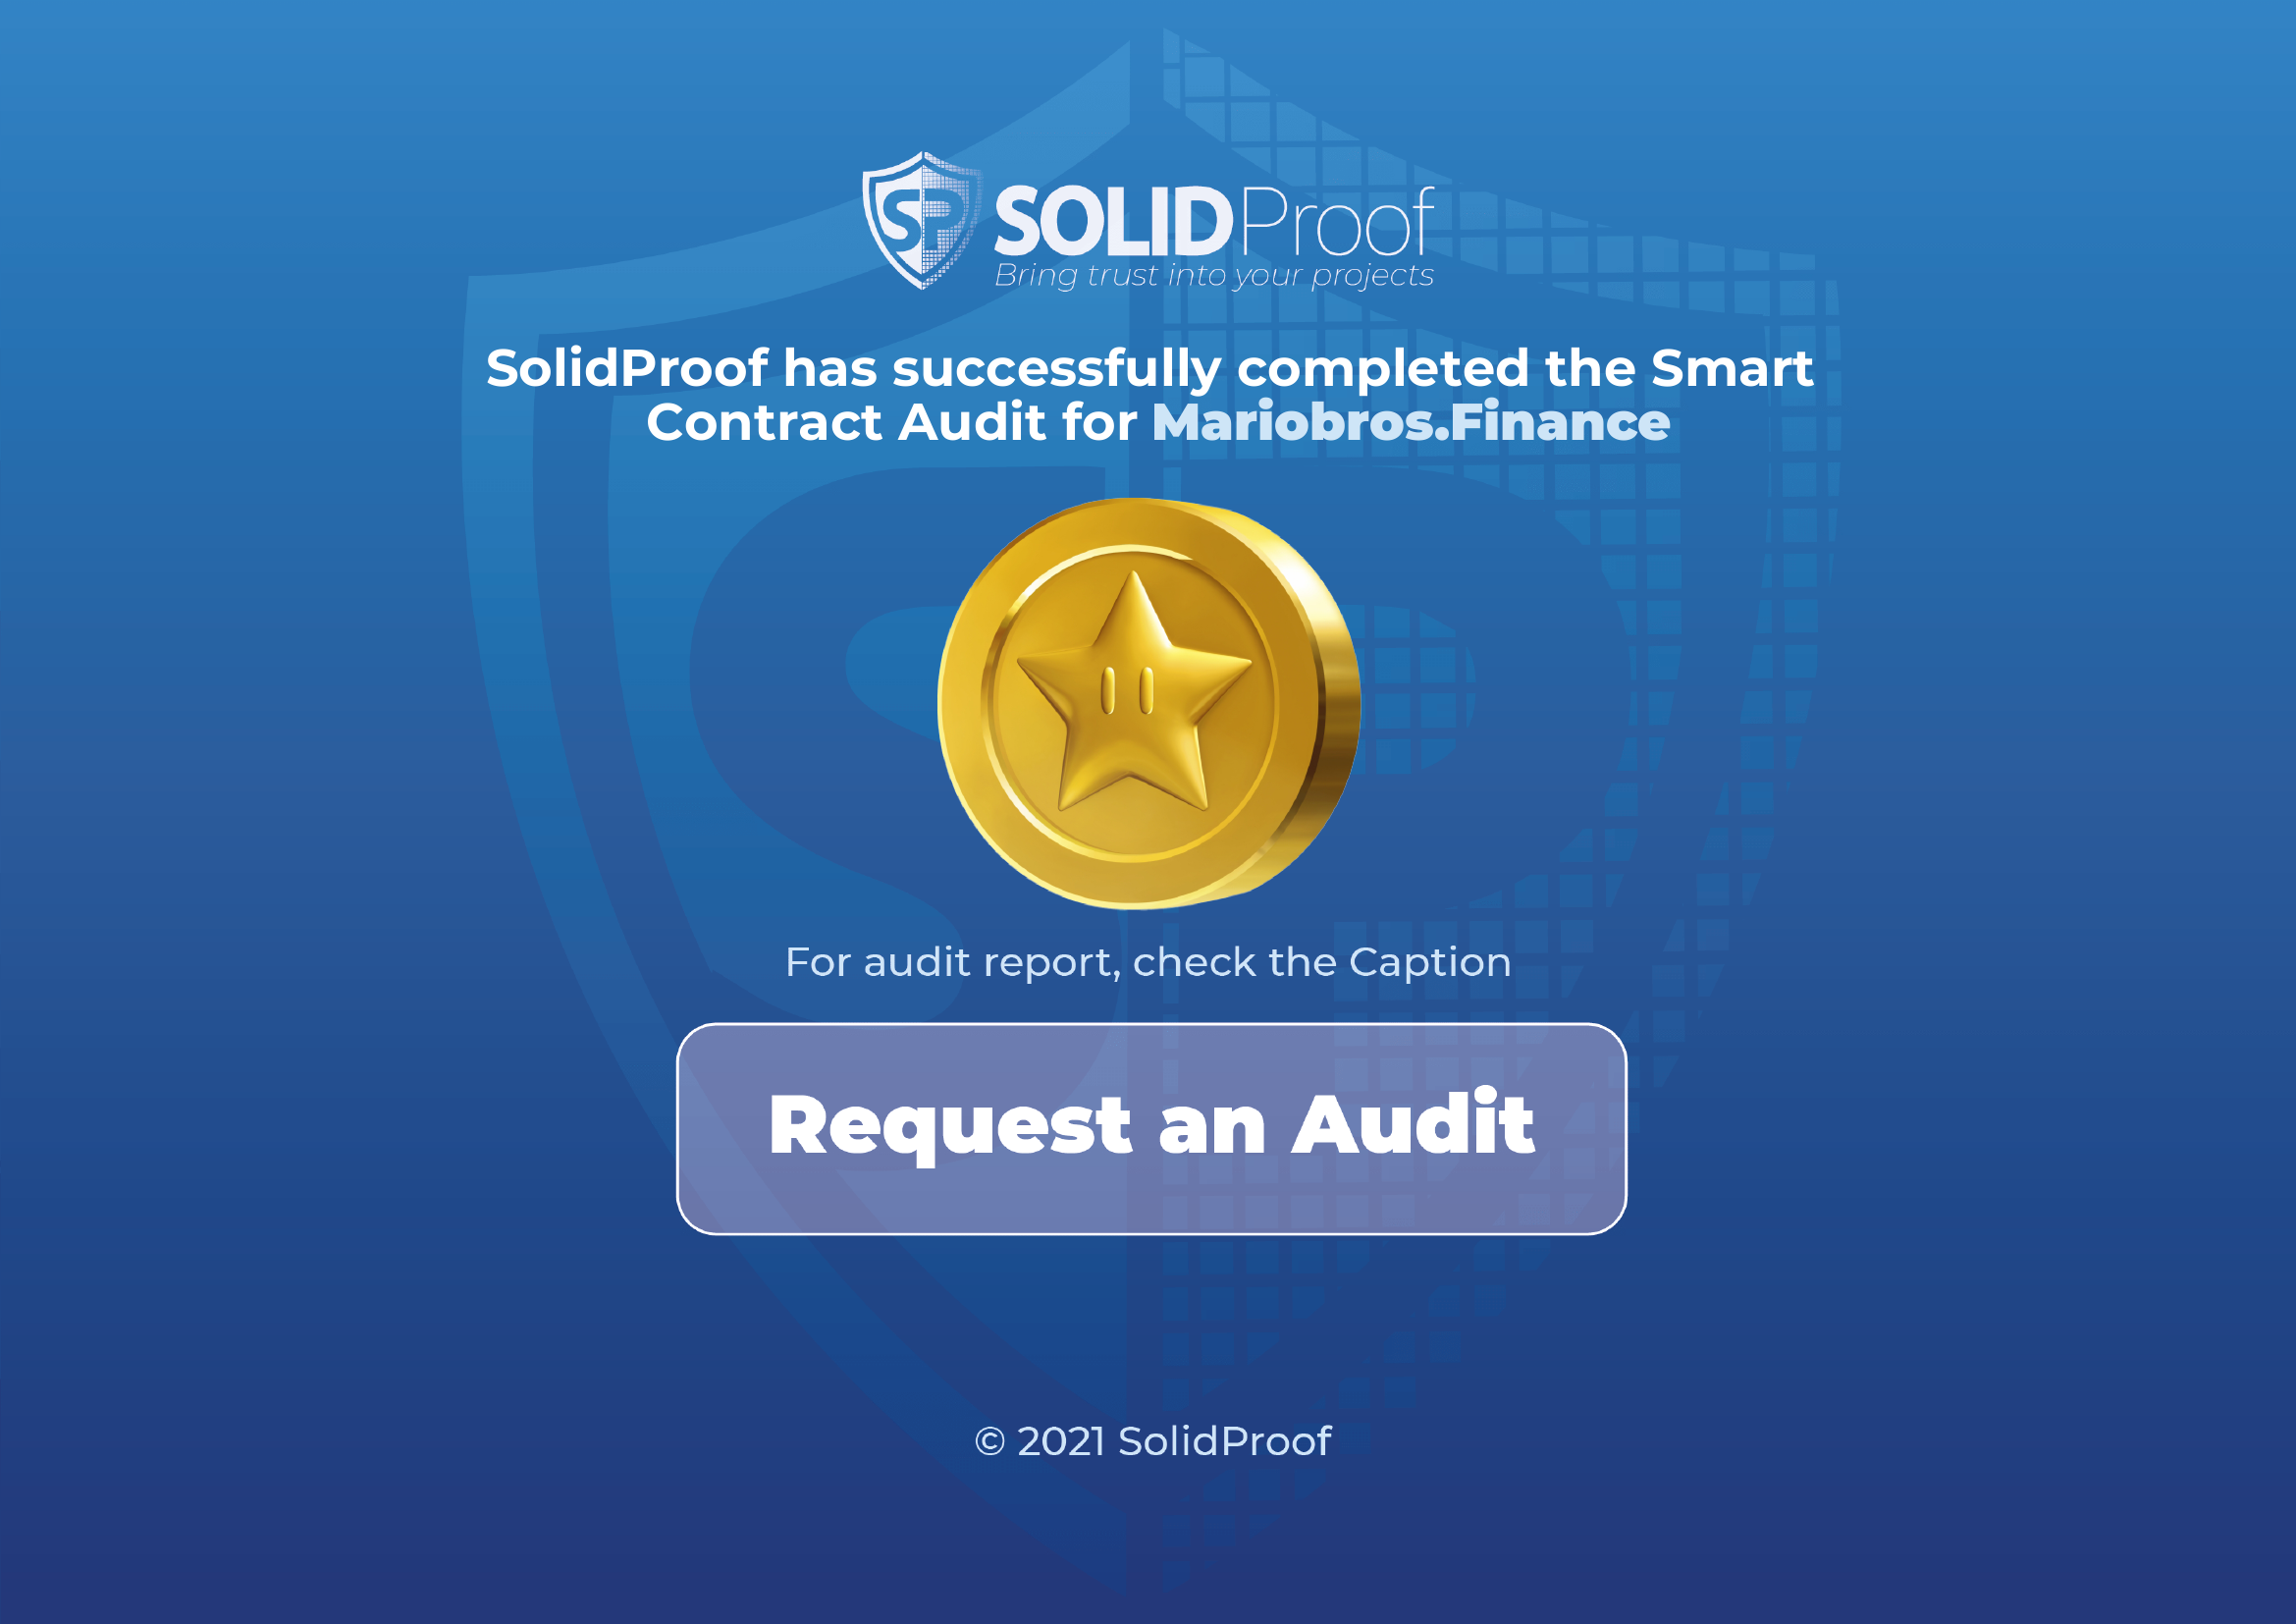 SP SOLIDProof
Bring trust into your projects
SolidProof has successfully completed the Smart
Contract Audit for Mariobros.Finance
For audit report, check the Caption
Request an Audit
© 2021 SolidProof